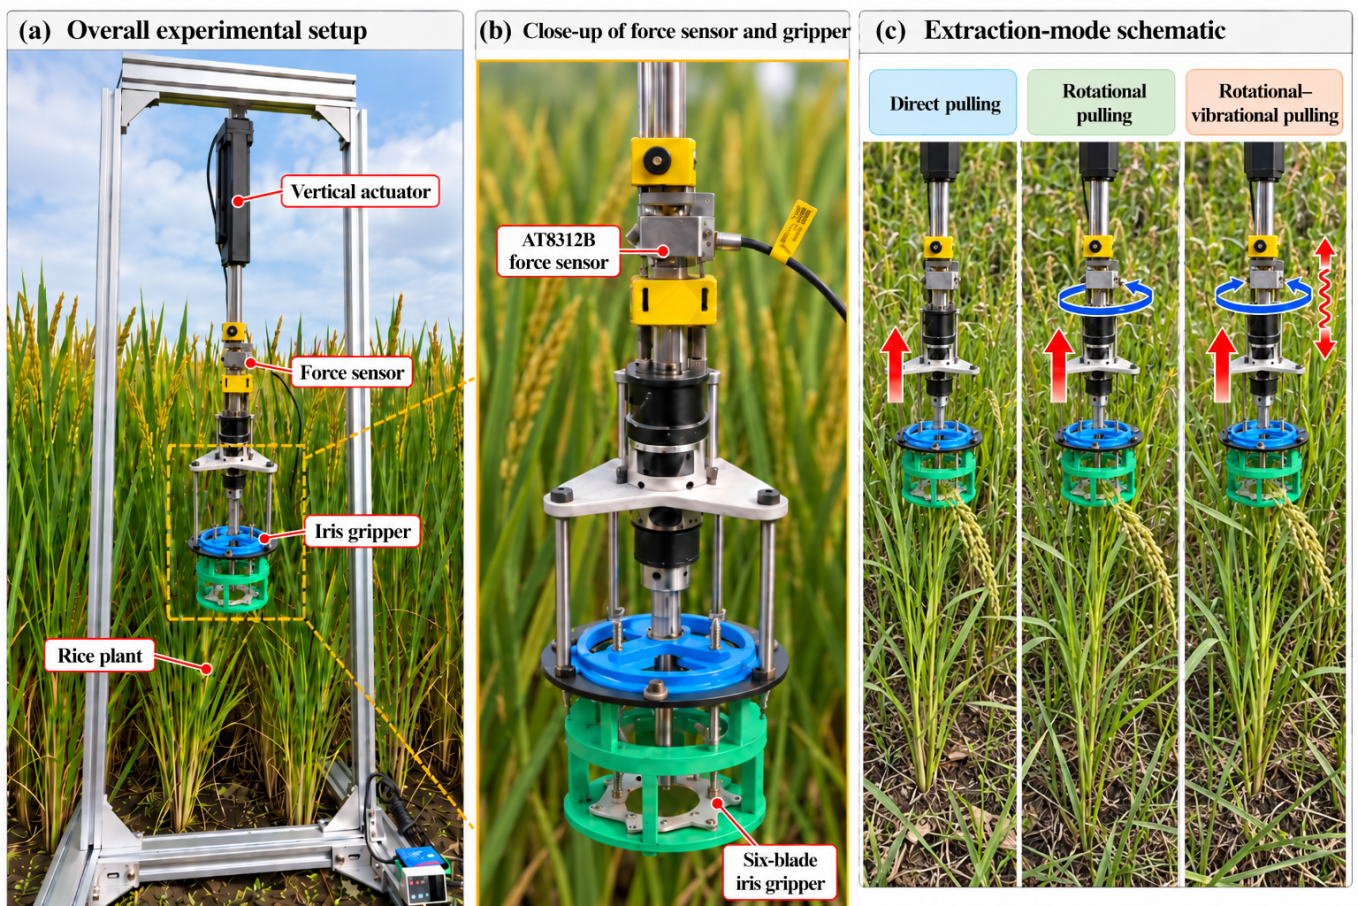 (a) Overall experimental setup
Vertical actuator
Force sensor
Iris gripper
Rice plant
(b) Close-up of force sensor and gripper
AT8312B
force sensor
Six-blade
iris gripper
(c) Extraction-mode schematic
Direct pulling
Rotational
pulling
Rotational–
vibrational pulling